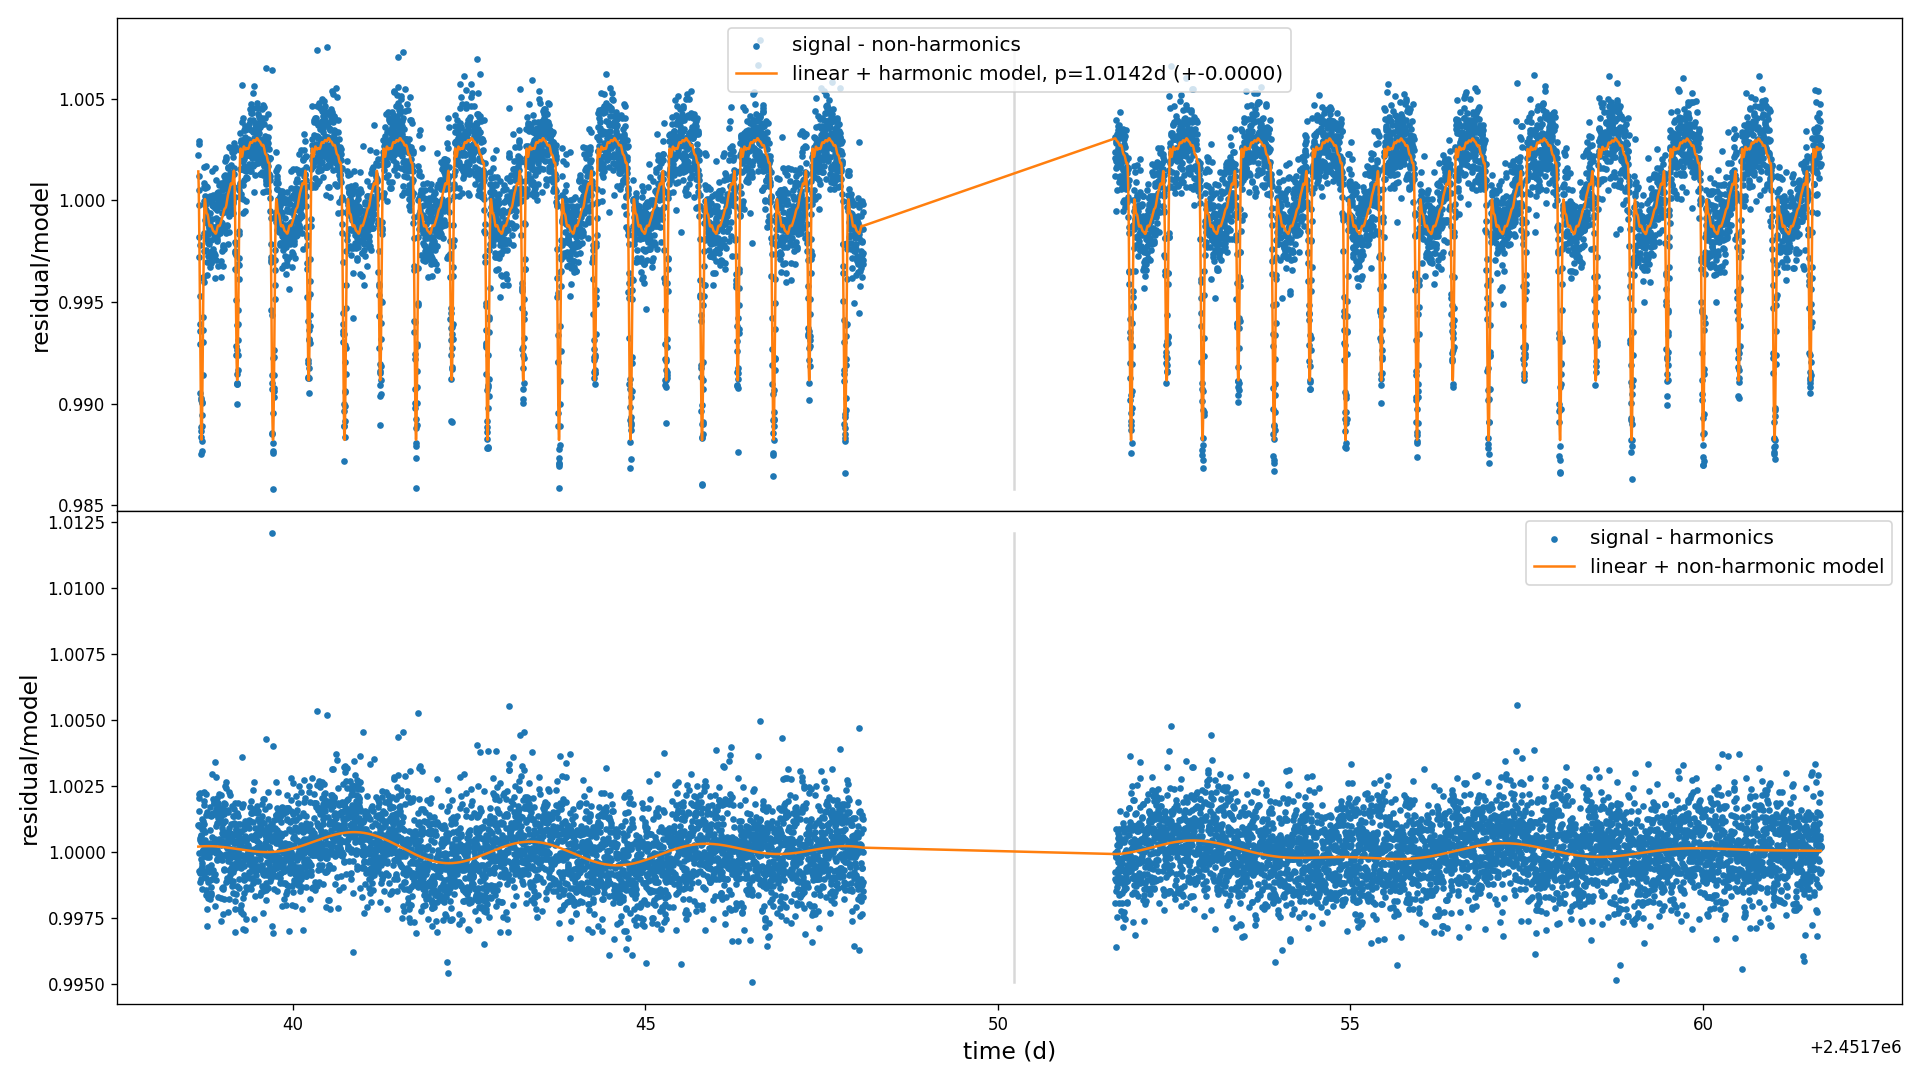 signal - non-harmonics
linear + harmonic model, p=1.0142d (+-0.0000)
residual/model
1.005
1.000
0.995
0.990
0.985
signal - harmonics
linear + non-harmonic model
residual/model
1.0125
1.0100
1.0075
1.0050
1.0025
1.0000
0.9975
0.9950
40
45
50
55
60
time (d)
+2.4517e6